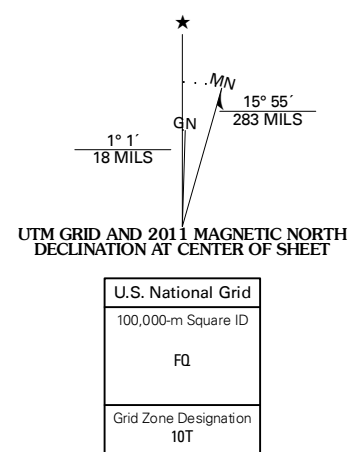 MN
15° 55´
283 MILS
GN
1° 1´
18 MILS
UTM GRID AND 2011 MAGNETIC NORTH
DECLINATION AT CENTER OF SHEET
U.S. National Grid
100,000-m Square ID
FQ
Grid Zone Designation
10T